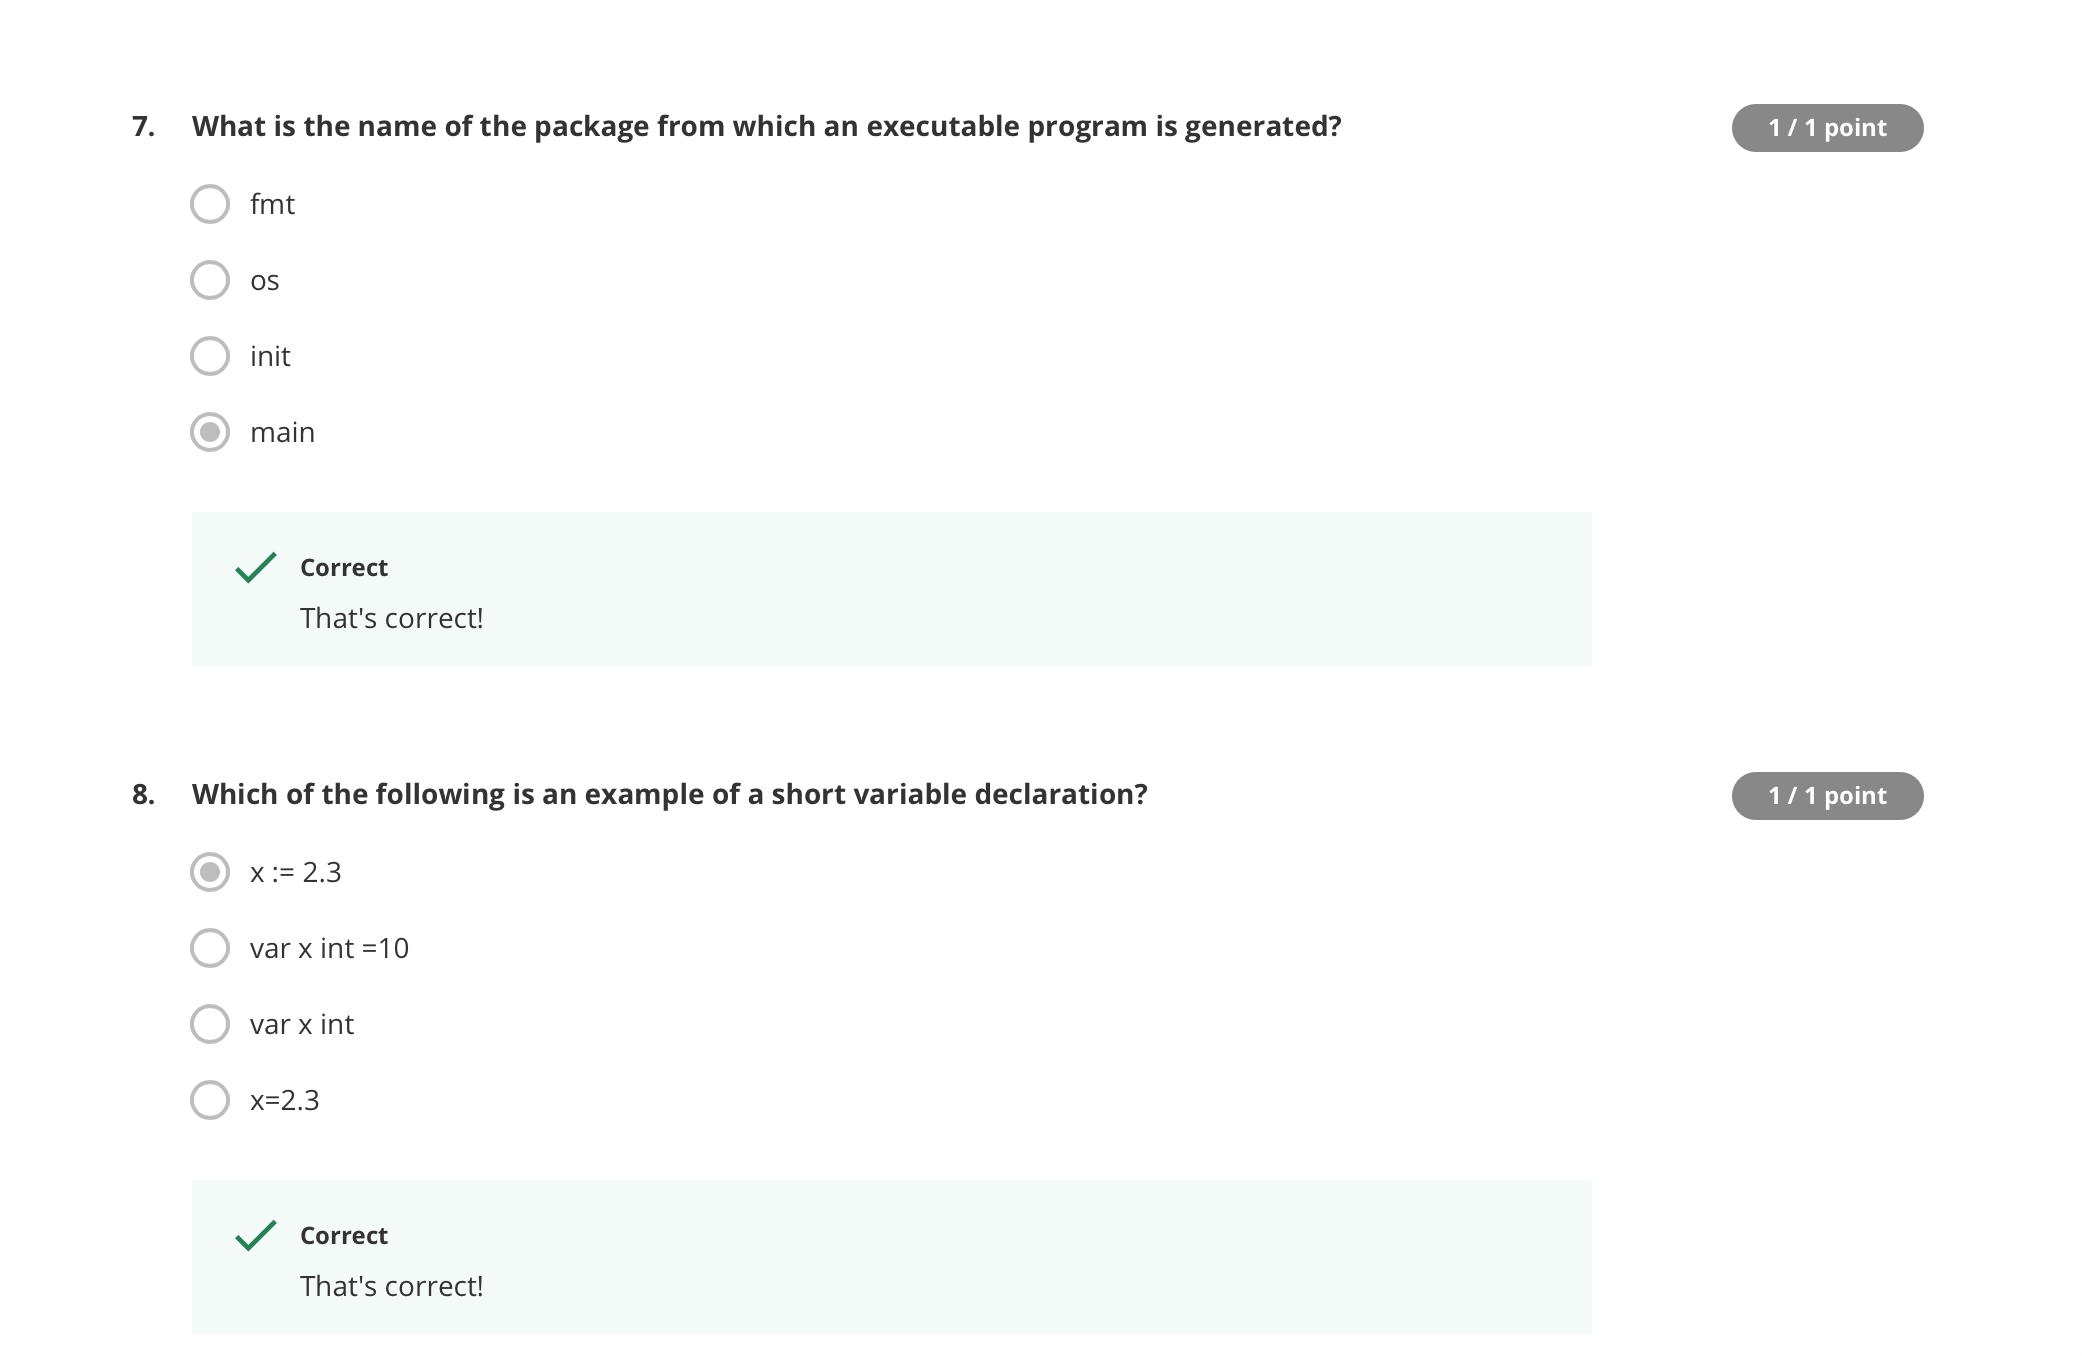 7. What is the name of the package from which an executable program is generated? 1 / 1 point
fmt
os
init
main
Correct
That's correct!
8. Which of the following is an example of a short variable declaration? 1 / 1 point
x := 2.3
var x int =10
var x int
x=2.3
Correct
That's correct!